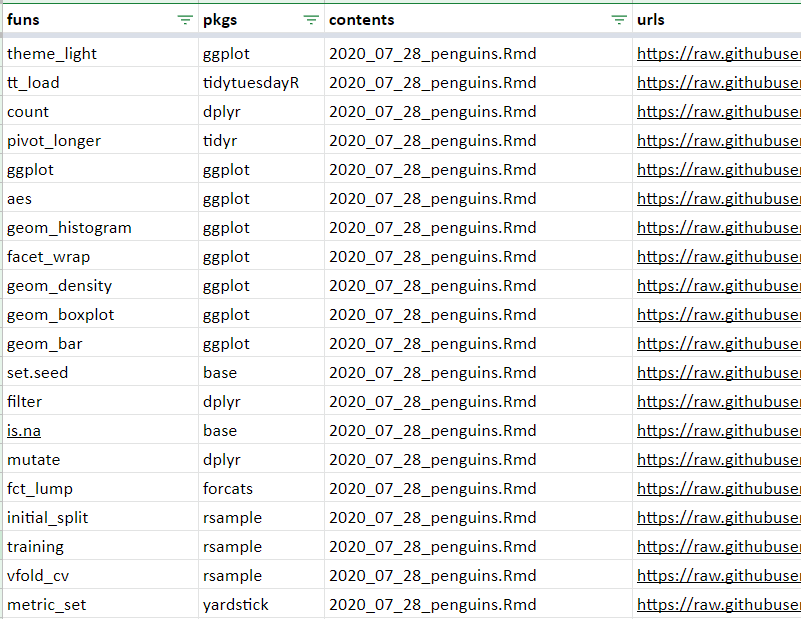 funs pkgs contents urls
theme_light ggplot 2020_07_28_penguins.Rmd https://raw.githubuser
tt_load tidytuesdayR 2020_07_28_penguins.Rmd https://raw.githubuser
count dplyr 2020_07_28_penguins.Rmd https://raw.githubuser
pivot_longer tidyr 2020_07_28_penguins.Rmd https://raw.githubuser
ggplot ggplot 2020_07_28_penguins.Rmd https://raw.githubuser
aes ggplot 2020_07_28_penguins.Rmd https://raw.githubuser
geom_histogram ggplot 2020_07_28_penguins.Rmd https://raw.githubuser
facet_wrap ggplot 2020_07_28_penguins.Rmd https://raw.githubuser
geom_density ggplot 2020_07_28_penguins.Rmd https://raw.githubuser
geom_boxplot ggplot 2020_07_28_penguins.Rmd https://raw.githubuser
geom_bar ggplot 2020_07_28_penguins.Rmd https://raw.githubuser
set.seed base 2020_07_28_penguins.Rmd https://raw.githubuser
filter dplyr 2020_07_28_penguins.Rmd https://raw.githubuser
is.na base 2020_07_28_penguins.Rmd https://raw.githubuser
mutate dplyr 2020_07_28_penguins.Rmd https://raw.githubuser
fct_lump forcats 2020_07_28_penguins.Rmd https://raw.githubuser
initial_split rsample 2020_07_28_penguins.Rmd https://raw.githubuser
training rsample 2020_07_28_penguins.Rmd https://raw.githubuser
vfold_cv rsample 2020_07_28_penguins.Rmd https://raw.githubuser
metric_set yardstick 2020_07_28_penguins.Rmd https://raw.githubuser